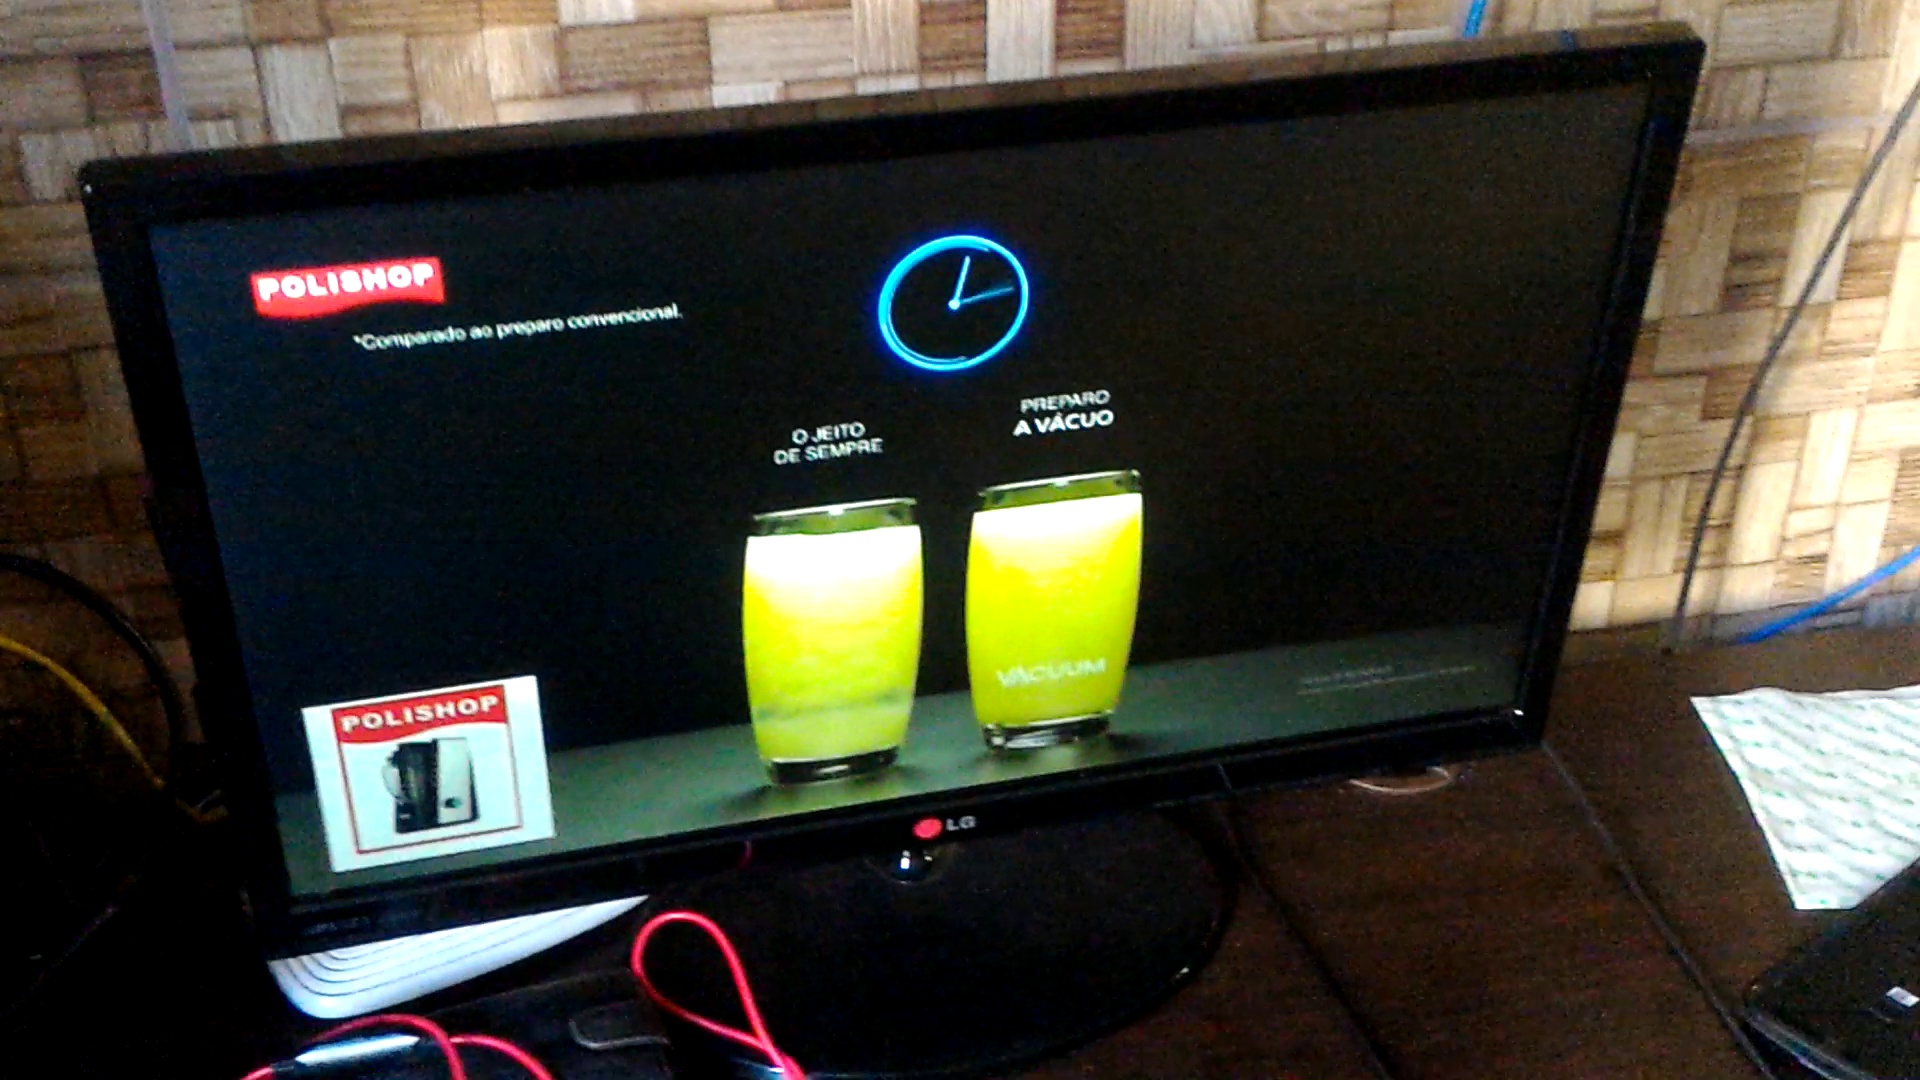 POLISHOP
*Comparado ao preparo convencional.
O JEITO
DE SEMPRE
PREPARO
A VÁCUO
VACUUM
POLISHOP
LG